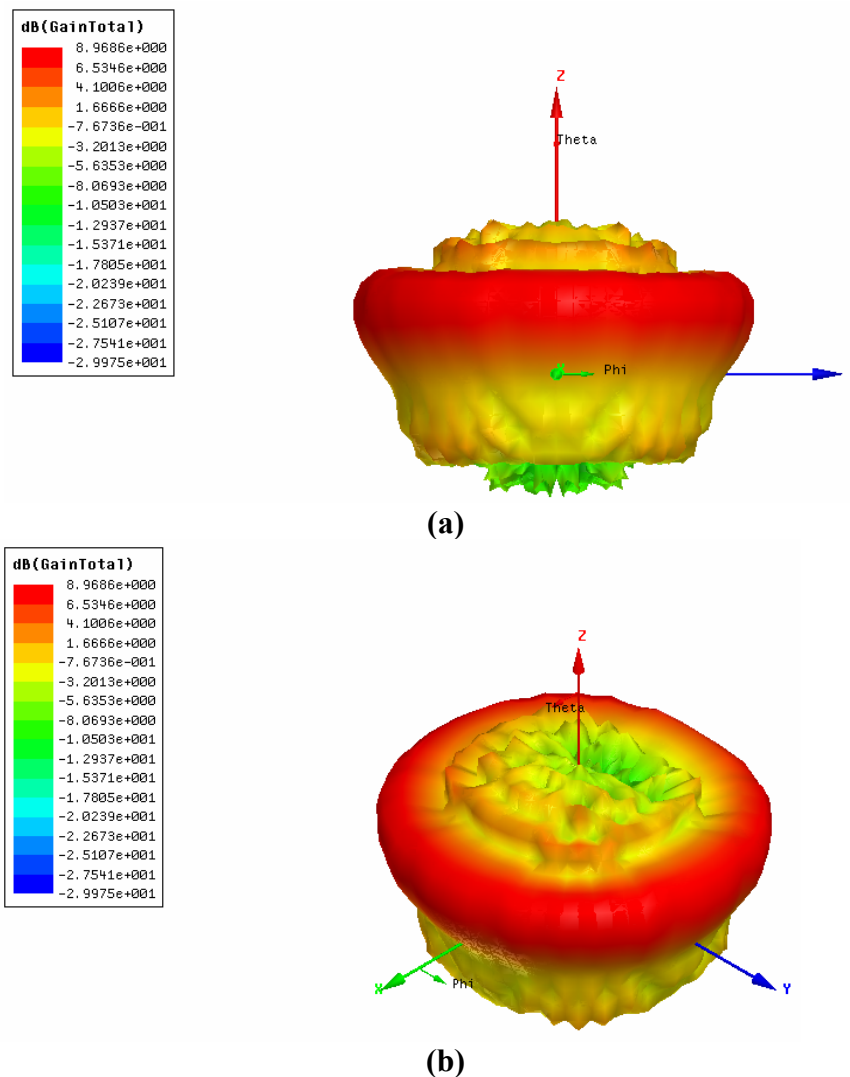 dB(GainTotal)
8.9686e+000
6.5346e+000
4.1006e+000
1.6666e+000
-7.6736e-001
-3.2013e+000
-5.6353e+000
-8.0693e+000
-1.0503e+001
-1.2937e+001
-1.5371e+001
-1.7805e+001
-2.0239e+001
-2.2673e+001
-2.5107e+001
-2.7541e+001
-2.9975e+001
Z
Theta
Phi
(a)
dB(GainTotal)
8.9686e+000
6.5346e+000
4.1006e+000
1.6666e+000
-7.6736e-001
-3.2013e+000
-5.6353e+000
-8.0693e+000
-1.0503e+001
-1.2937e+001
-1.5371e+001
-1.7805e+001
-2.0239e+001
-2.2673e+001
-2.5107e+001
-2.7541e+001
-2.9975e+001
Z
Theta
X
Phi
Y
(b)